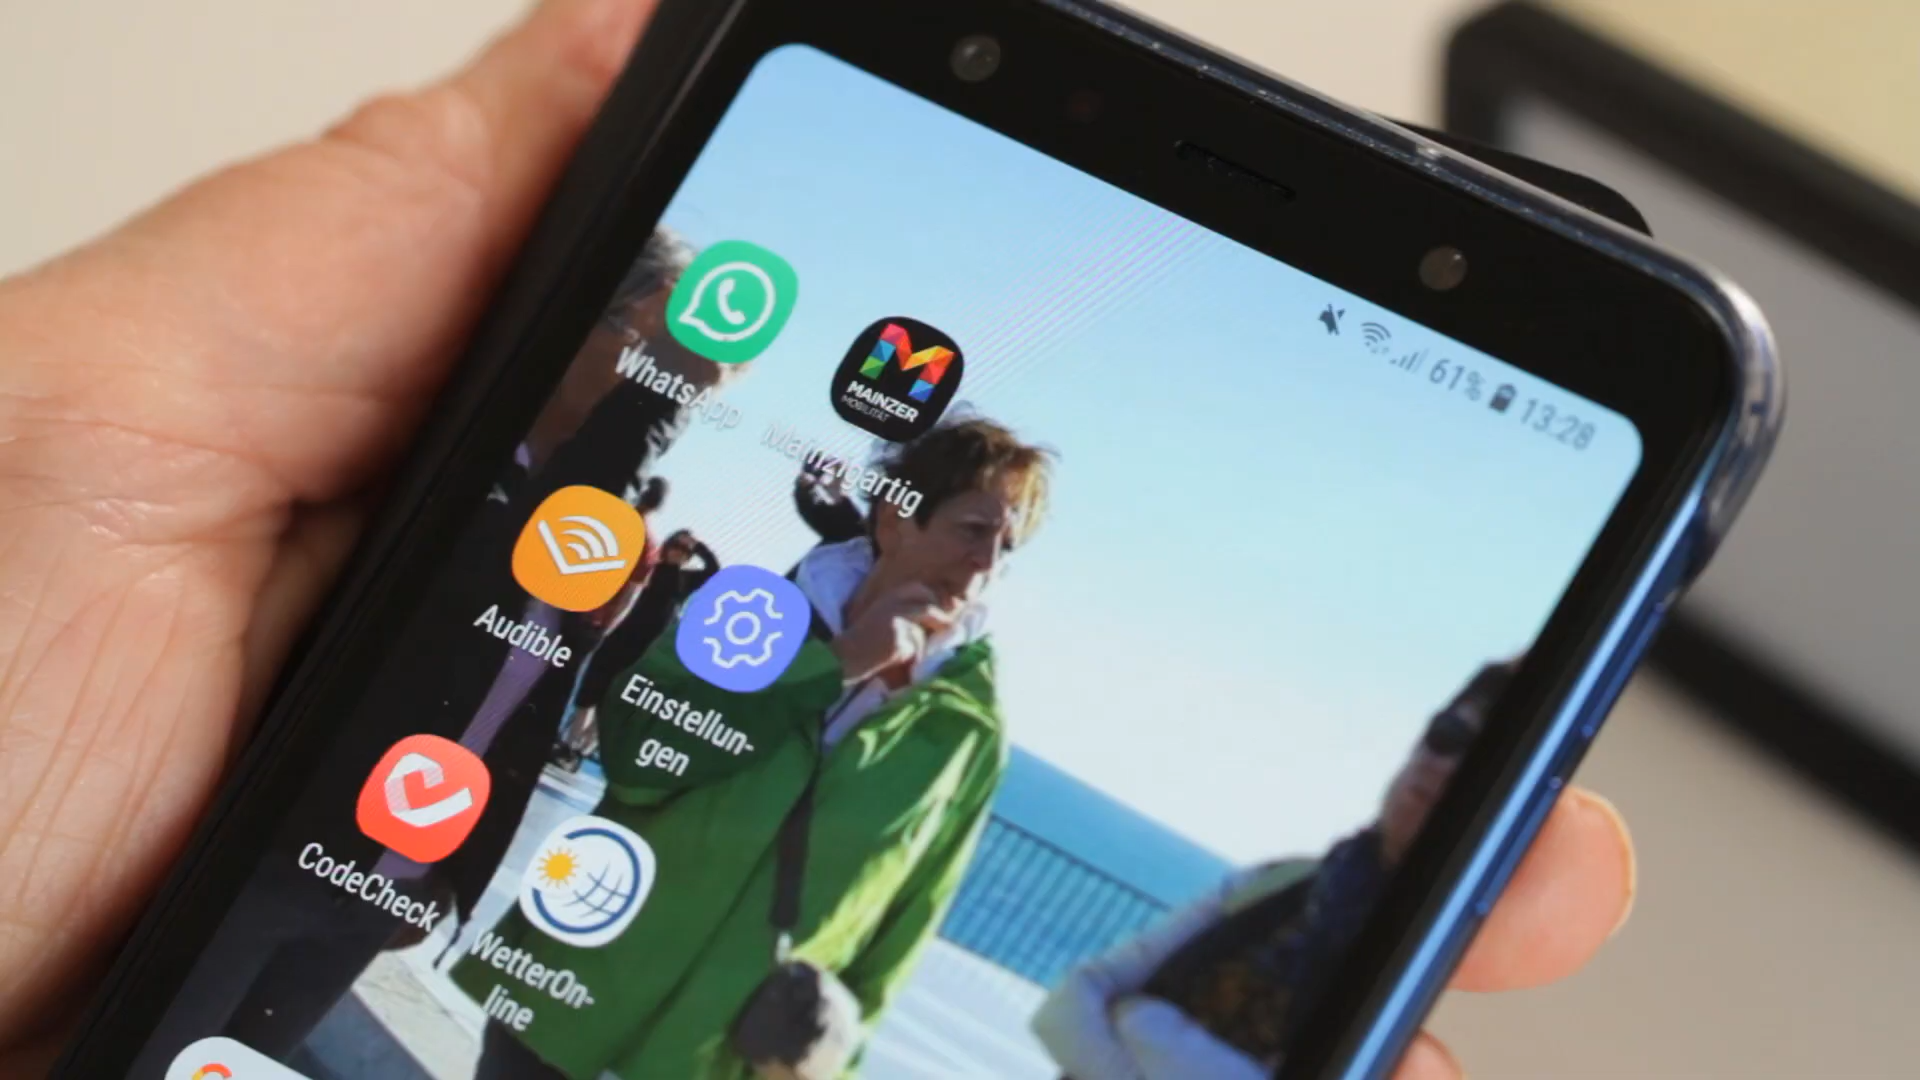 61% 13:28
WhatsApp
MAINZER
MOBILITÄT
Mainzigartig
Audible
Einstellun-
gen
CodeCheck
WetterOn-
line